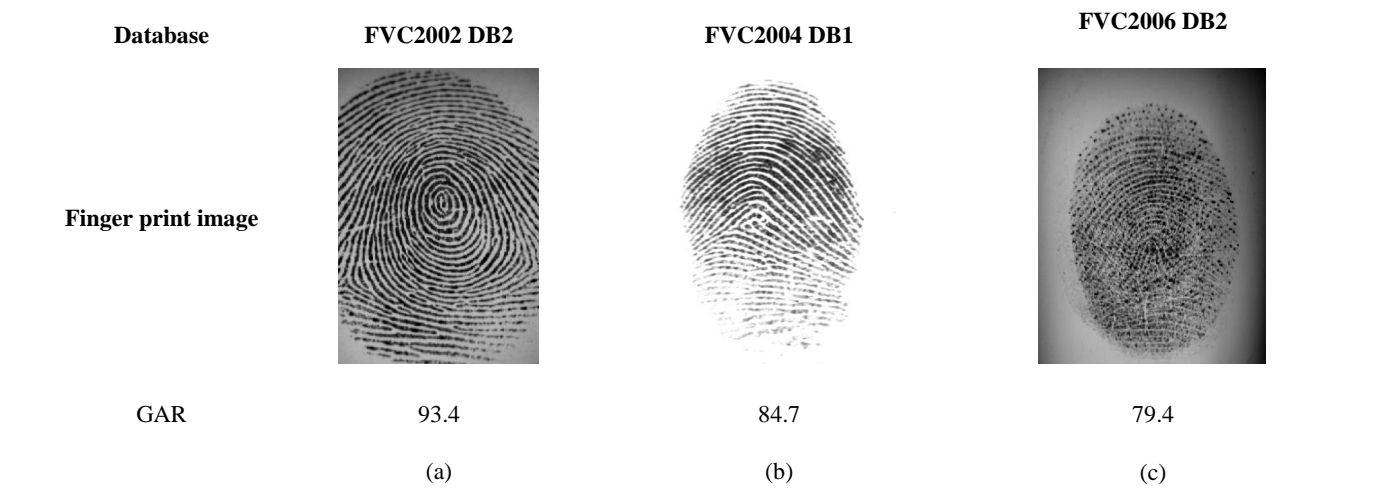 Database FVC2002 DB2 FVC2004 DB1 FVC2006 DB2
Finger print image
GAR 93.4 84.7 79.4
(a) (b) (c)